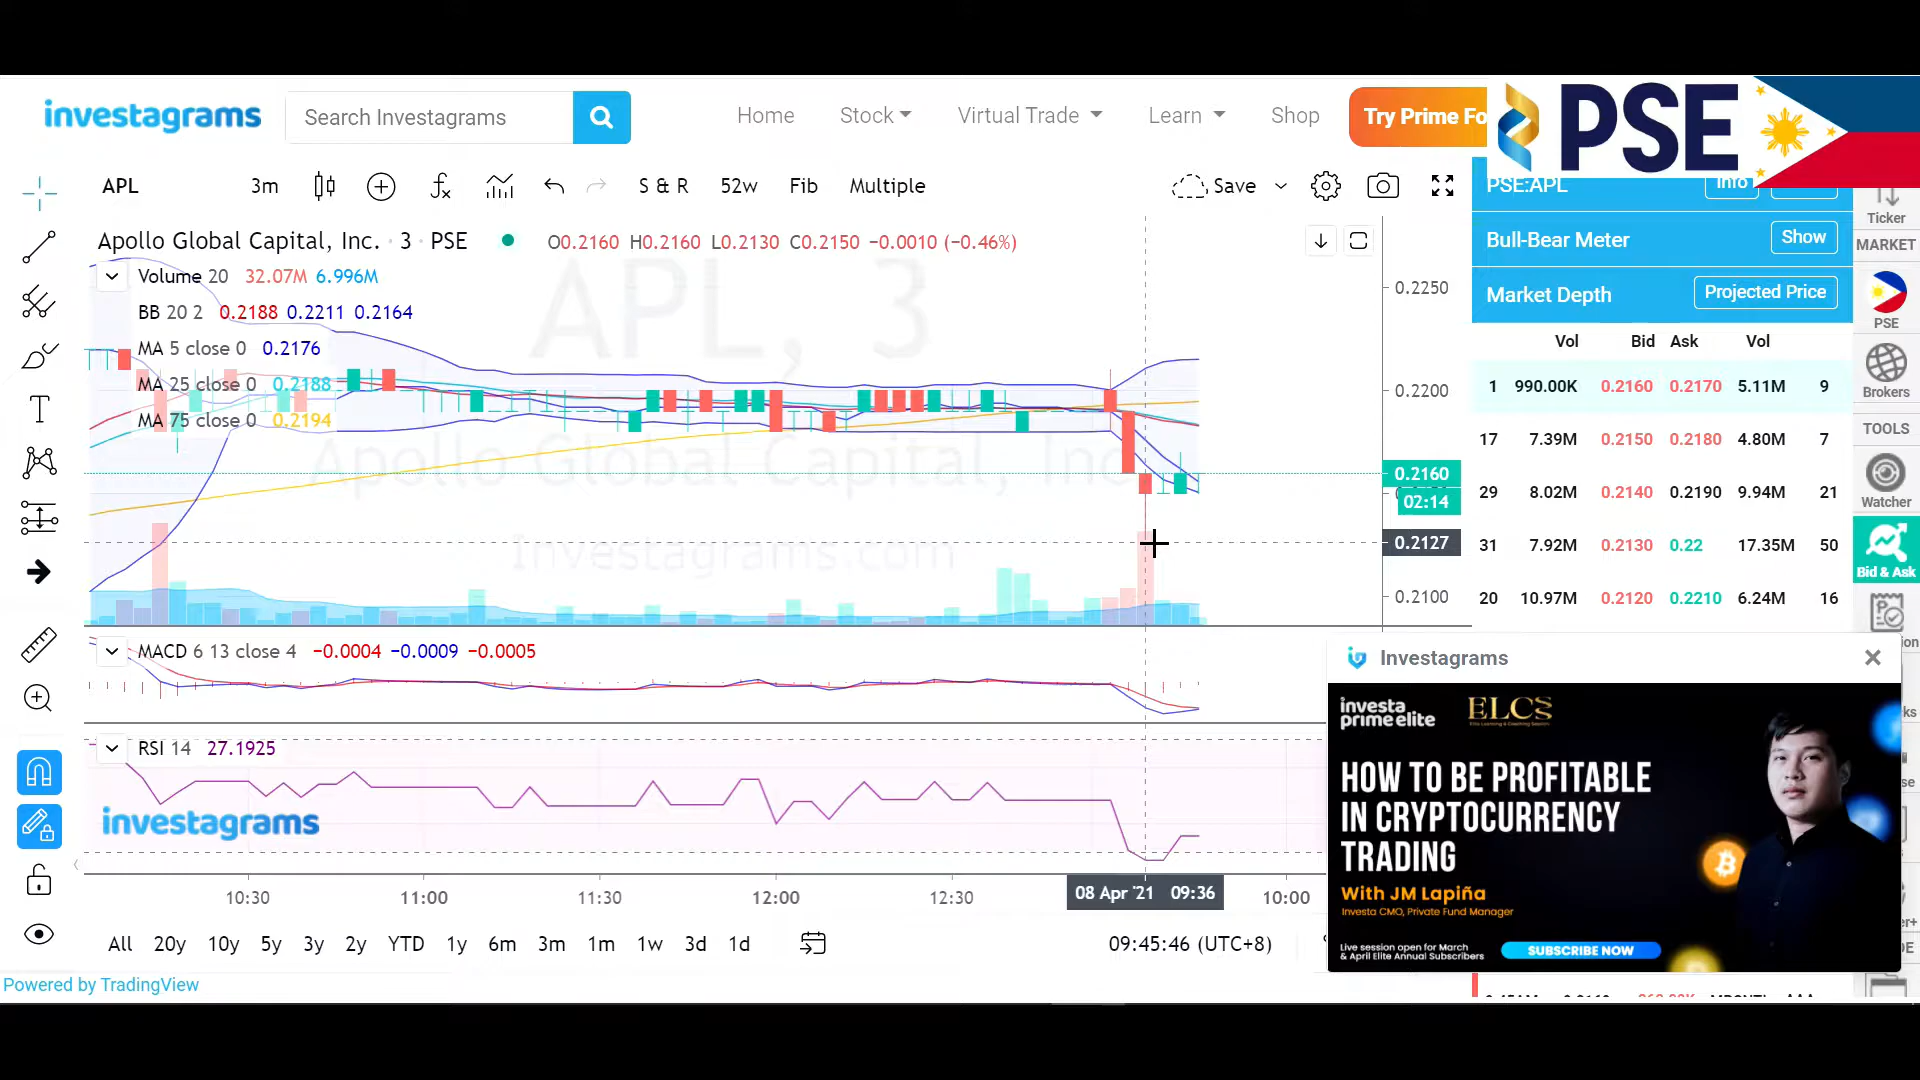 investagrams
Search Investagrams
Home Stock Virtual Trade Learn Shop
Try Prime Fo
PSE
APL 3m S & R 52w Fib Multiple Save
PSE:APL Info
Ticker
MARKET
Apollo Global Capital, Inc. · 3 · PSE O0.2160 H0.2160 L0.2130 C0.2150 −0.0010 (−0.46%)
Volume 20 32.07M 6.996M
BB 20 2 0.2188 0.2211 0.2164
MA 5 close 0 0.2176
MA 25 close 0 0.2188
MA 75 close 0 0.2194
APL, 3
Apollo Global Capital, Inc.
Investagrams.com
0.2250
0.2200
0.2160
02:14
0.2127
0.2100
Bull-Bear Meter Show
Market Depth Projected Price
Vol Bid Ask Vol
1 990.00K 0.2160 0.2170 5.11M 9
17 7.39M 0.2150 0.2180 4.80M 7
29 8.02M 0.2140 0.2190 9.94M 21
31 7.92M 0.2130 0.22 17.35M 50
20 10.97M 0.2120 0.2210 6.24M 16
PSE
Brokers
TOOLS
Watcher
Bid & Ask
MACD 6 13 close 4 −0.0004 −0.0009 −0.0005
RSI 14 27.1925
investagrams
10:30 11:00 11:30 12:00 12:30 08 Apr '21 09:36 10:00
All 20y 10y 5y 3y 2y YTD 1y 6m 3m 1m 1w 3d 1d 09:45:46 (UTC+8)
Powered by TradingView
Investagrams
investa
prime elite
ELCS
HOW TO BE PROFITABLE
IN CRYPTOCURRENCY
TRADING
With JM Lapiña
Investa CMO, Private Fund Manager
Live session open for March
& April Elite Annual Subscribers
SUBSCRIBE NOW